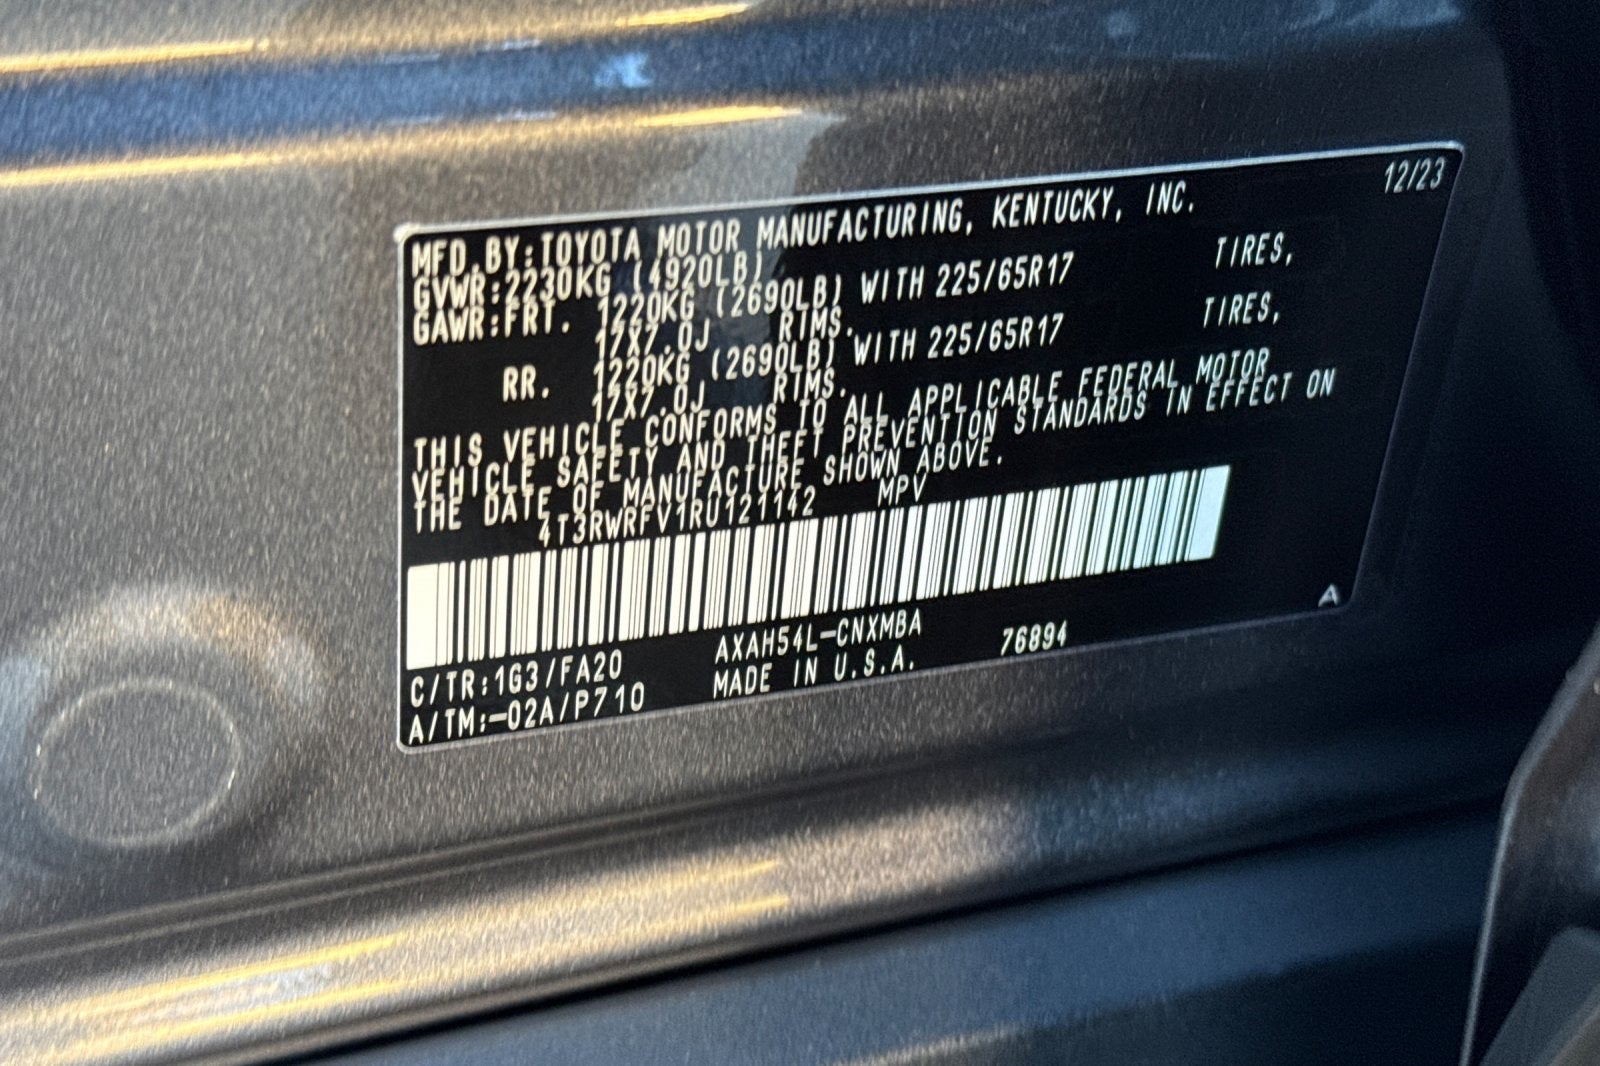 12/23
MFD.BY:TOYOTA MOTOR MANUFACTURING, KENTUCKY, INC.
GVWR:2230KG (4920LB)
GAWR:FRT. 1220KG (2690LB) WITH 225/65R17 TIRES,
17X7.0J RIMS.
RR. 1220KG (2690LB) WITH 225/65R17 TIRES,
17X7.0J RIMS.
THIS VEHICLE CONFORMS TO ALL APPLICABLE FEDERAL MOTOR
VEHICLE SAFETY AND THEFT PREVENTION STANDARDS IN EFFECT ON
THE DATE OF MANUFACTURE SHOWN ABOVE.
4T3RWRFV1RU121142 MPV
C/TR:1G3/FA20 AXAH54L-CNXMBA 76894 A
A/TM:-02A/P710 MADE IN U.S.A.